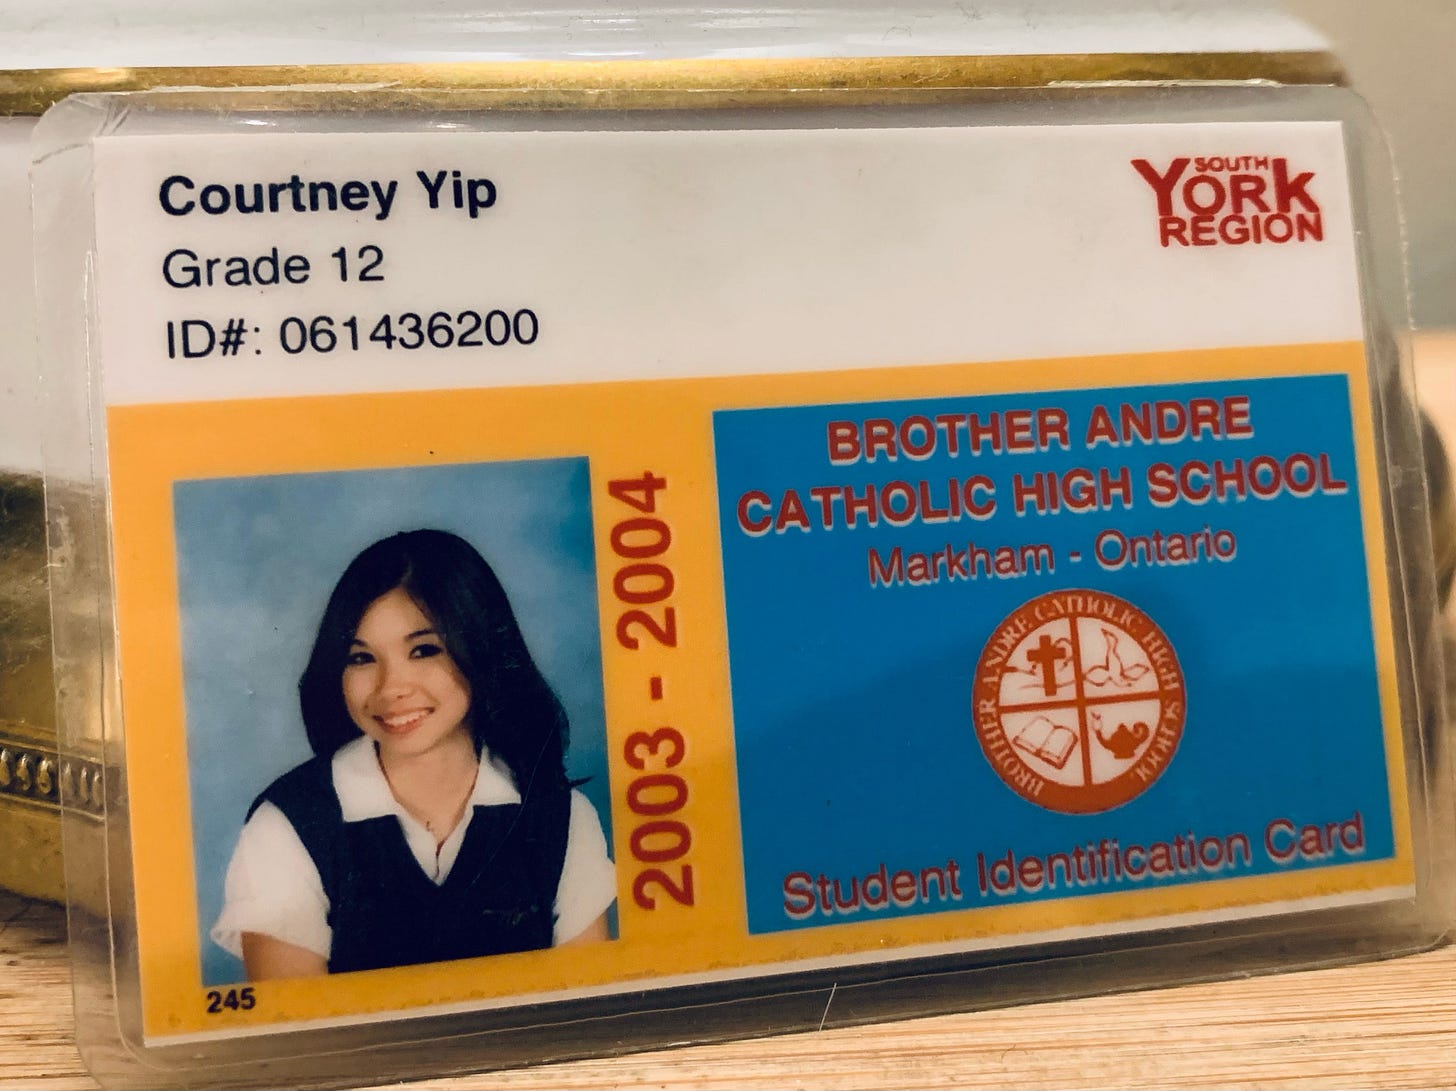 Courtney Yip
Grade 12
ID#: 061436200
SOUTH
YORK
REGION
2003 - 2004
BROTHER ANDRE
CATHOLIC HIGH SCHOOL
Markham - Ontario
BROTHER ANDRE CATHOLIC HIGH SCHOOL
Student Identification Card
245